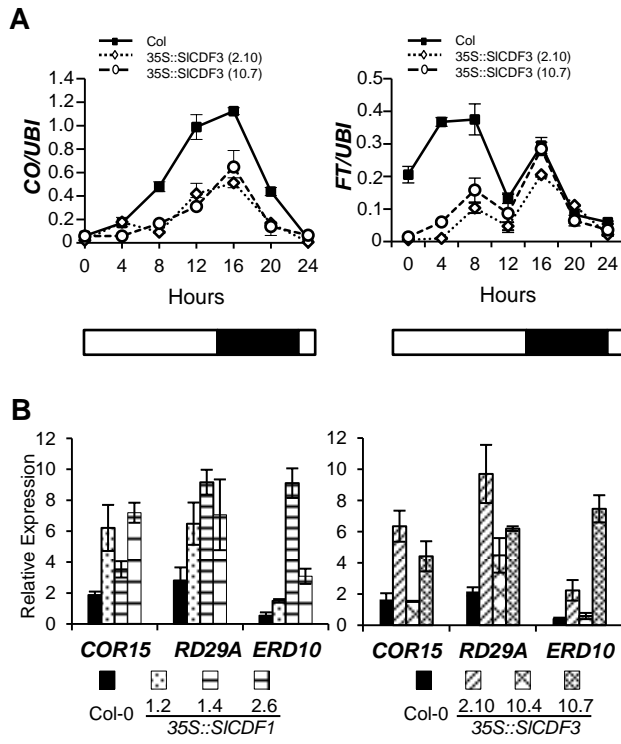 A
Col
35S::SlCDF3 (2.10)
35S::SlCDF3 (10.7)
CO/UBI
1.4
1.2
1.0
0.8
0.6
0.4
0.2
0
0 4 8 12 16 20 24
Hours
Col
35S::SlCDF3 (2.10)
35S::SlCDF3 (10.7)
FT/UBI
0.5
0.4
0.3
0.2
0.1
0
0 4 8 12 16 20 24
Hours
B
Relative Expression
12
10
8
6
4
2
0
COR15 RD29A ERD10
Col-0 1.2 1.4 2.6
35S::SlCDF1
12
10
8
6
4
2
0
COR15 RD29A ERD10
Col-0 2.10 10.4 10.7
35S::SlCDF3